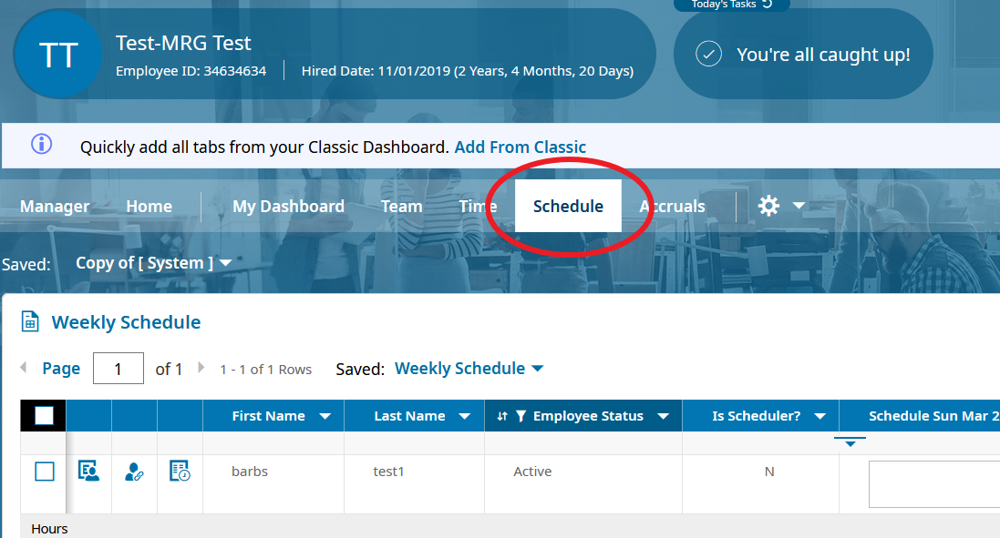 Today's Tasks
TT
Test-MRG Test
Employee ID: 34634634
Hired Date: 11/01/2019 (2 Years, 4 Months, 20 Days)
You're all caught up!
Quickly add all tabs from your Classic Dashboard. Add From Classic
Manager Home My Dashboard Team Time Schedule Accruals
Saved: Copy of [ System ]
Weekly Schedule
Page 1 of 1 1 - 1 of 1 Rows Saved: Weekly Schedule
First Name Last Name Employee Status Is Scheduler? Schedule Sun Mar 2
barbs test1 Active N
Hours